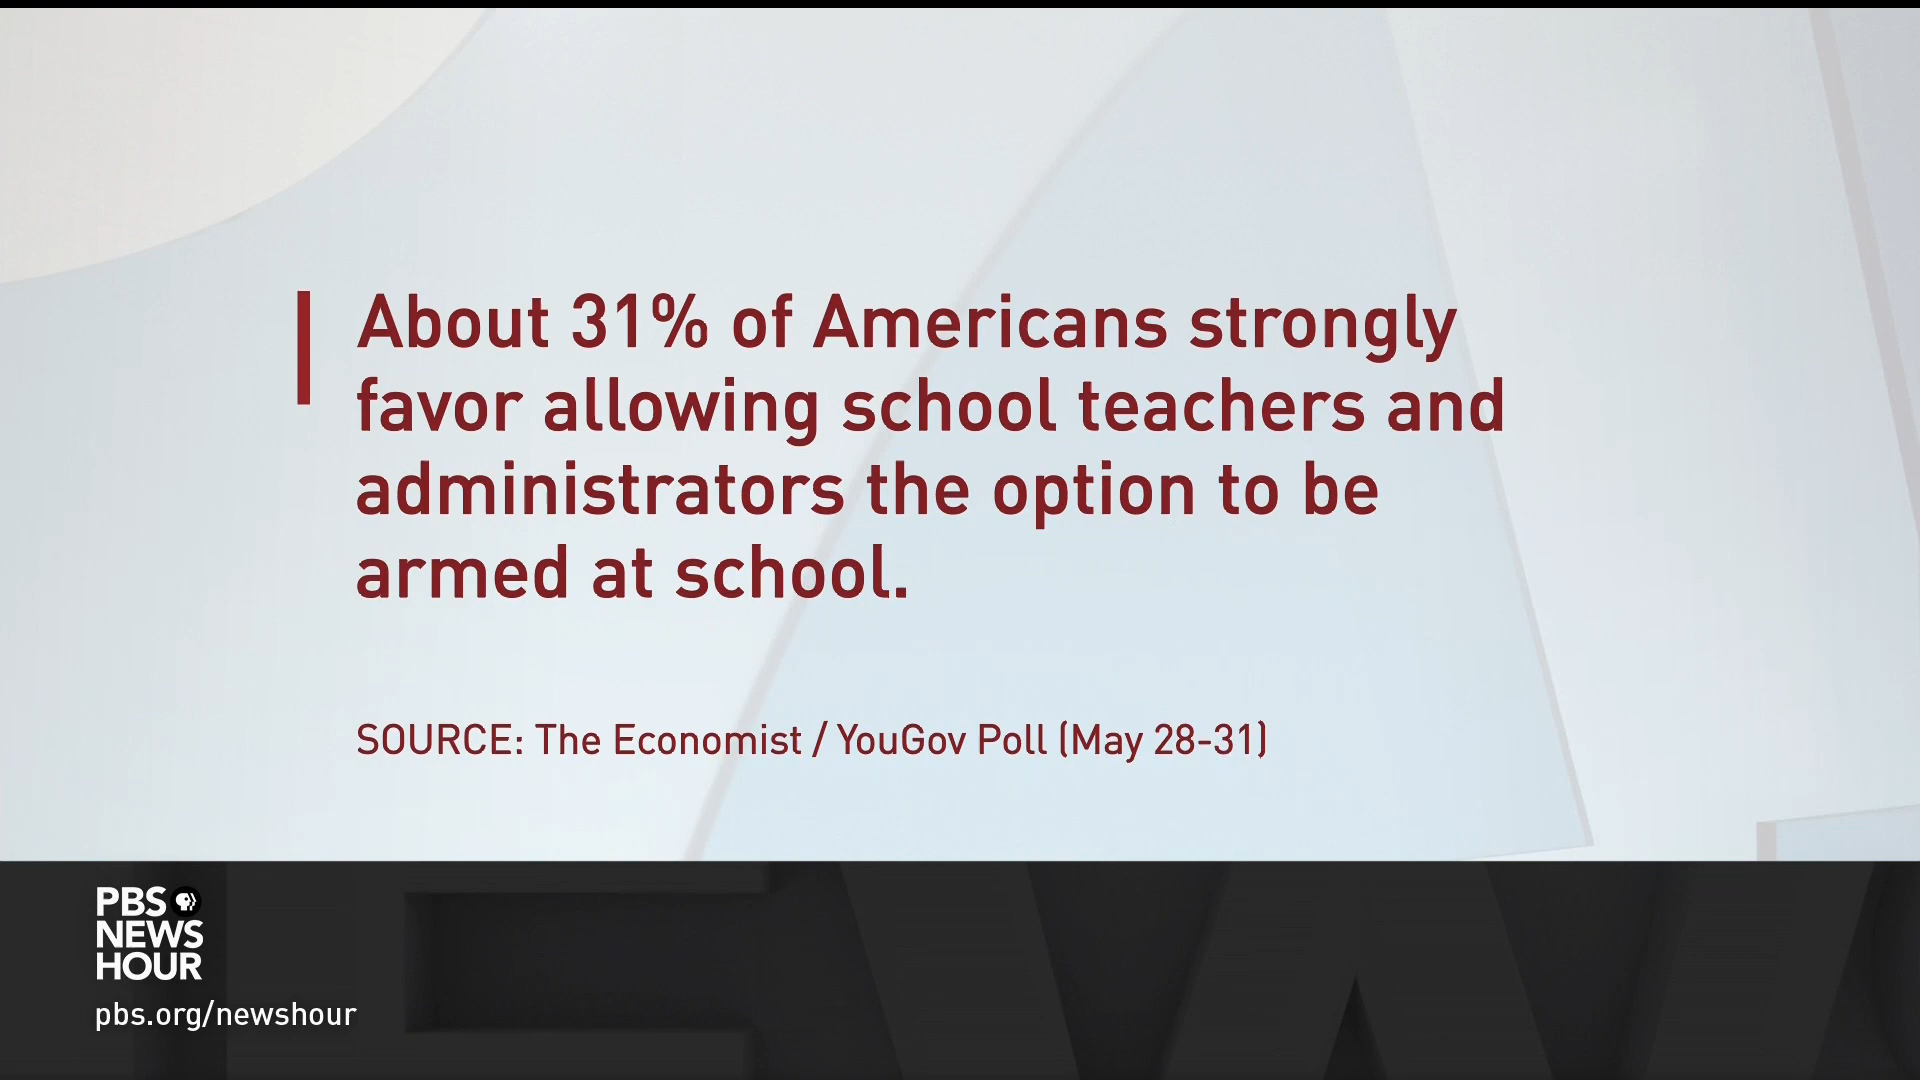 About 31% of Americans strongly
favor allowing school teachers and
administrators the option to be
armed at school.
SOURCE: The Economist / YouGov Poll (May 28-31)
PBS
NEWS
HOUR
pbs.org/newshour